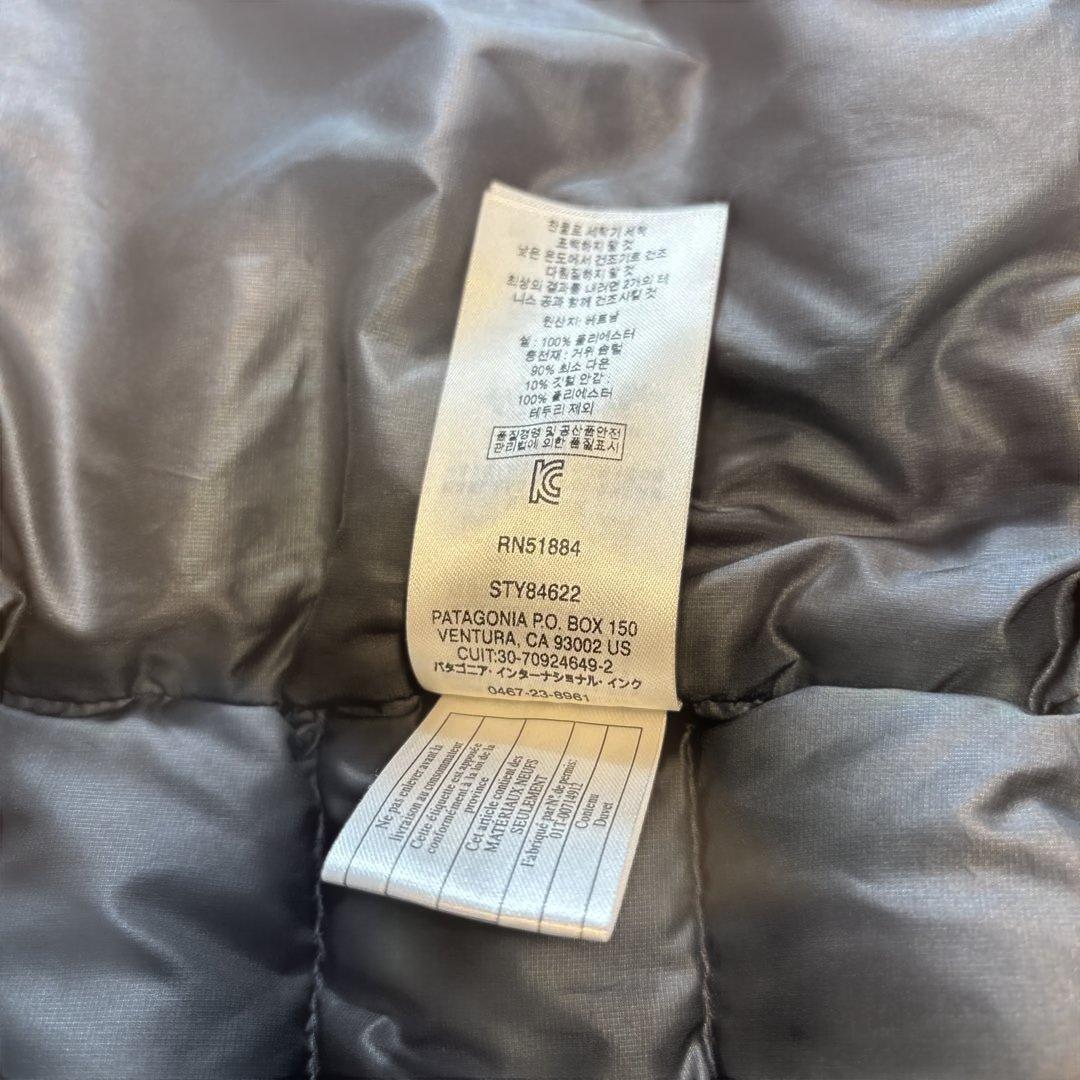 찬물로 세탁기 세탁
표백하지 말 것
낮은 온도에서 건조기로 건조
다림질하지 말 것
최상의 결과를 내려면 2개의 테
니스 공과 함께 건조시킬 것
원산지: 베트남
쉘 : 100% 폴리에스터
충전재 : 거위 솜털
90% 최소 다운
10% 깃털 안감 :
100% 폴리에스터
테두리 제외
품질경영 및 공산품안전
관리법에 의한 품질표시
RN51884
STY84622
PATAGONIA P.O. BOX 150
VENTURA, CA 93002 US
CUIT:30-70924649-2
パタゴニア・インターナショナル・インク
0467-23-8961
Ne pas enlever avant la
livraison au consommateur
Cette étiquette est apposée
conformément à la loi de la
province
Cet article contient des
MATERIAUX NEUFS
SEULEMENT
Fabriqué par N° de permis:
Contenu
Duvet